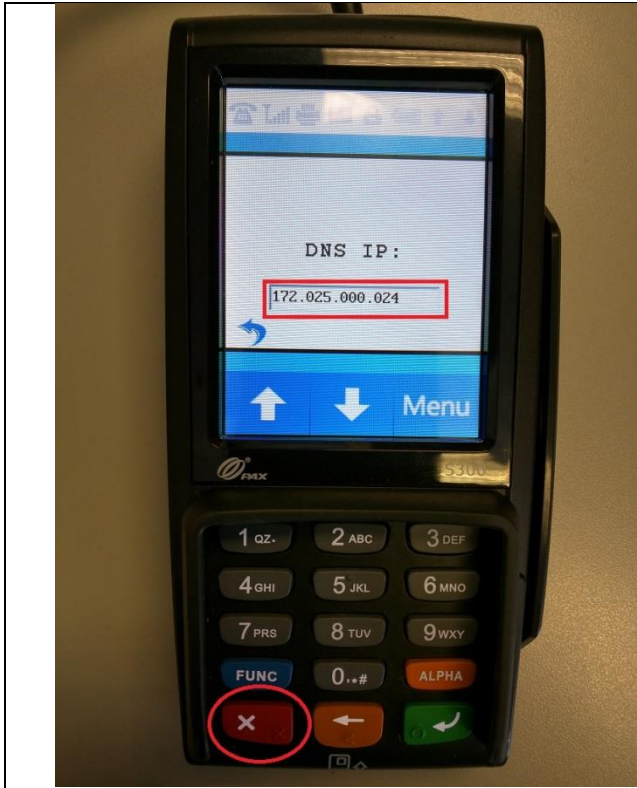 DNS IP:
172.025.000.024
Menu
PAX
S300
1 QZ. 2 ABC 3 DEF
4 GHI 5 JKL 6 MNO
7 PRS 8 TUV 9 WXY
FUNC 0,*# ALPHA